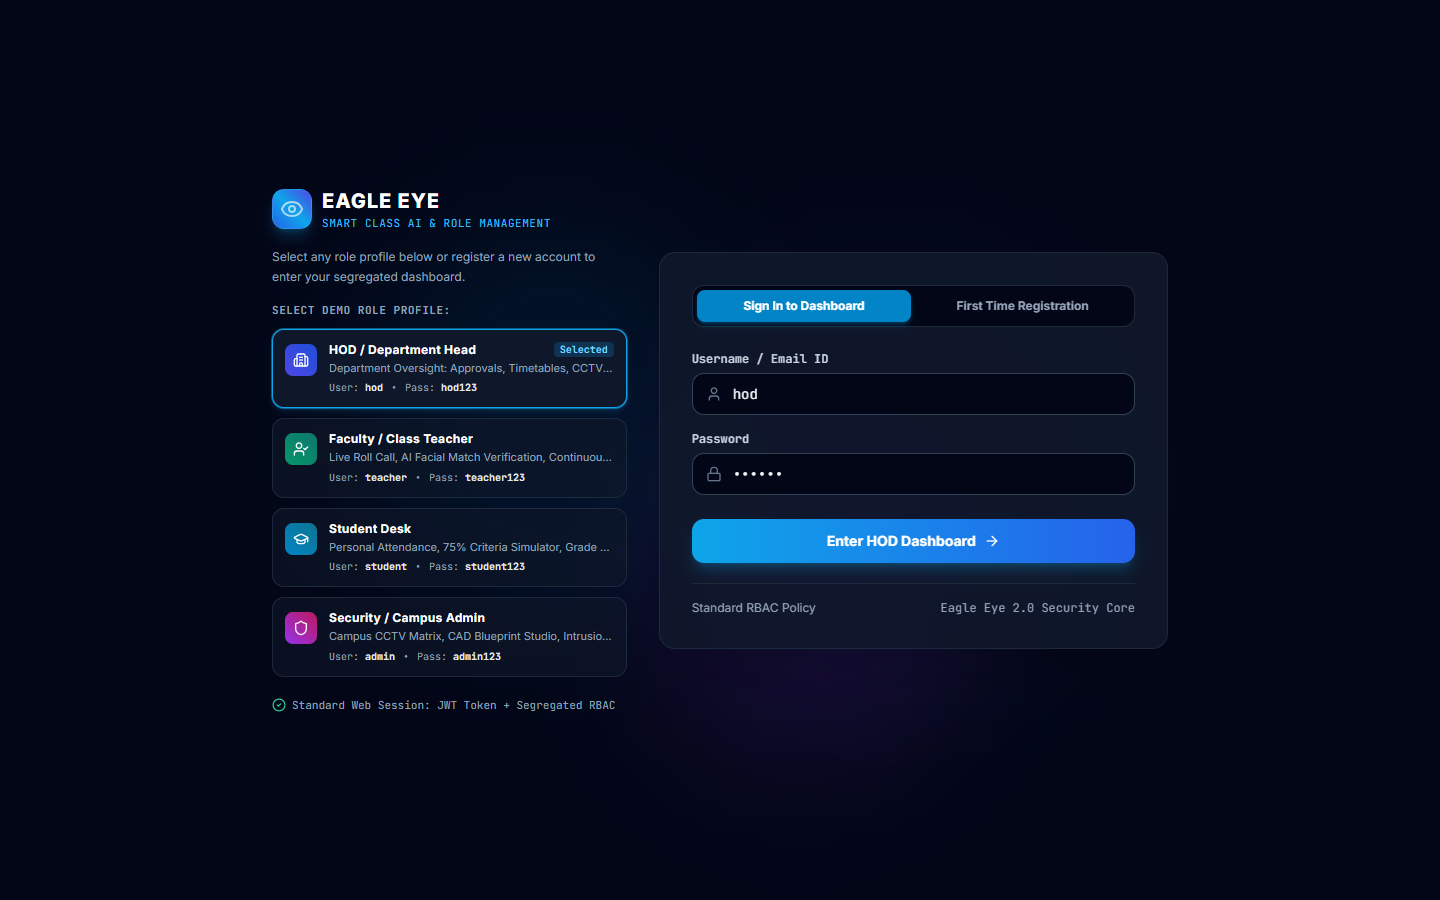 EAGLE EYE
SMART CLASS AI & ROLE MANAGEMENT
Select any role profile below or register a new account to
enter your segregated dashboard.
SELECT DEMO ROLE PROFILE:
HOD / Department Head
Selected
Department Oversight: Approvals, Timetables, CCTV...
User: hod • Pass: hod123
Faculty / Class Teacher
Live Roll Call, AI Facial Match Verification, Continuou...
User: teacher • Pass: teacher123
Student Desk
Personal Attendance, 75% Criteria Simulator, Grade ...
User: student • Pass: student123
Security / Campus Admin
Campus CCTV Matrix, CAD Blueprint Studio, Intrusio...
User: admin • Pass: admin123
Standard Web Session: JWT Token + Segregated RBAC
Sign In to Dashboard
First Time Registration
Username / Email ID
hod
Password
••••••
Enter HOD Dashboard →
Standard RBAC Policy
Eagle Eye 2.0 Security Core